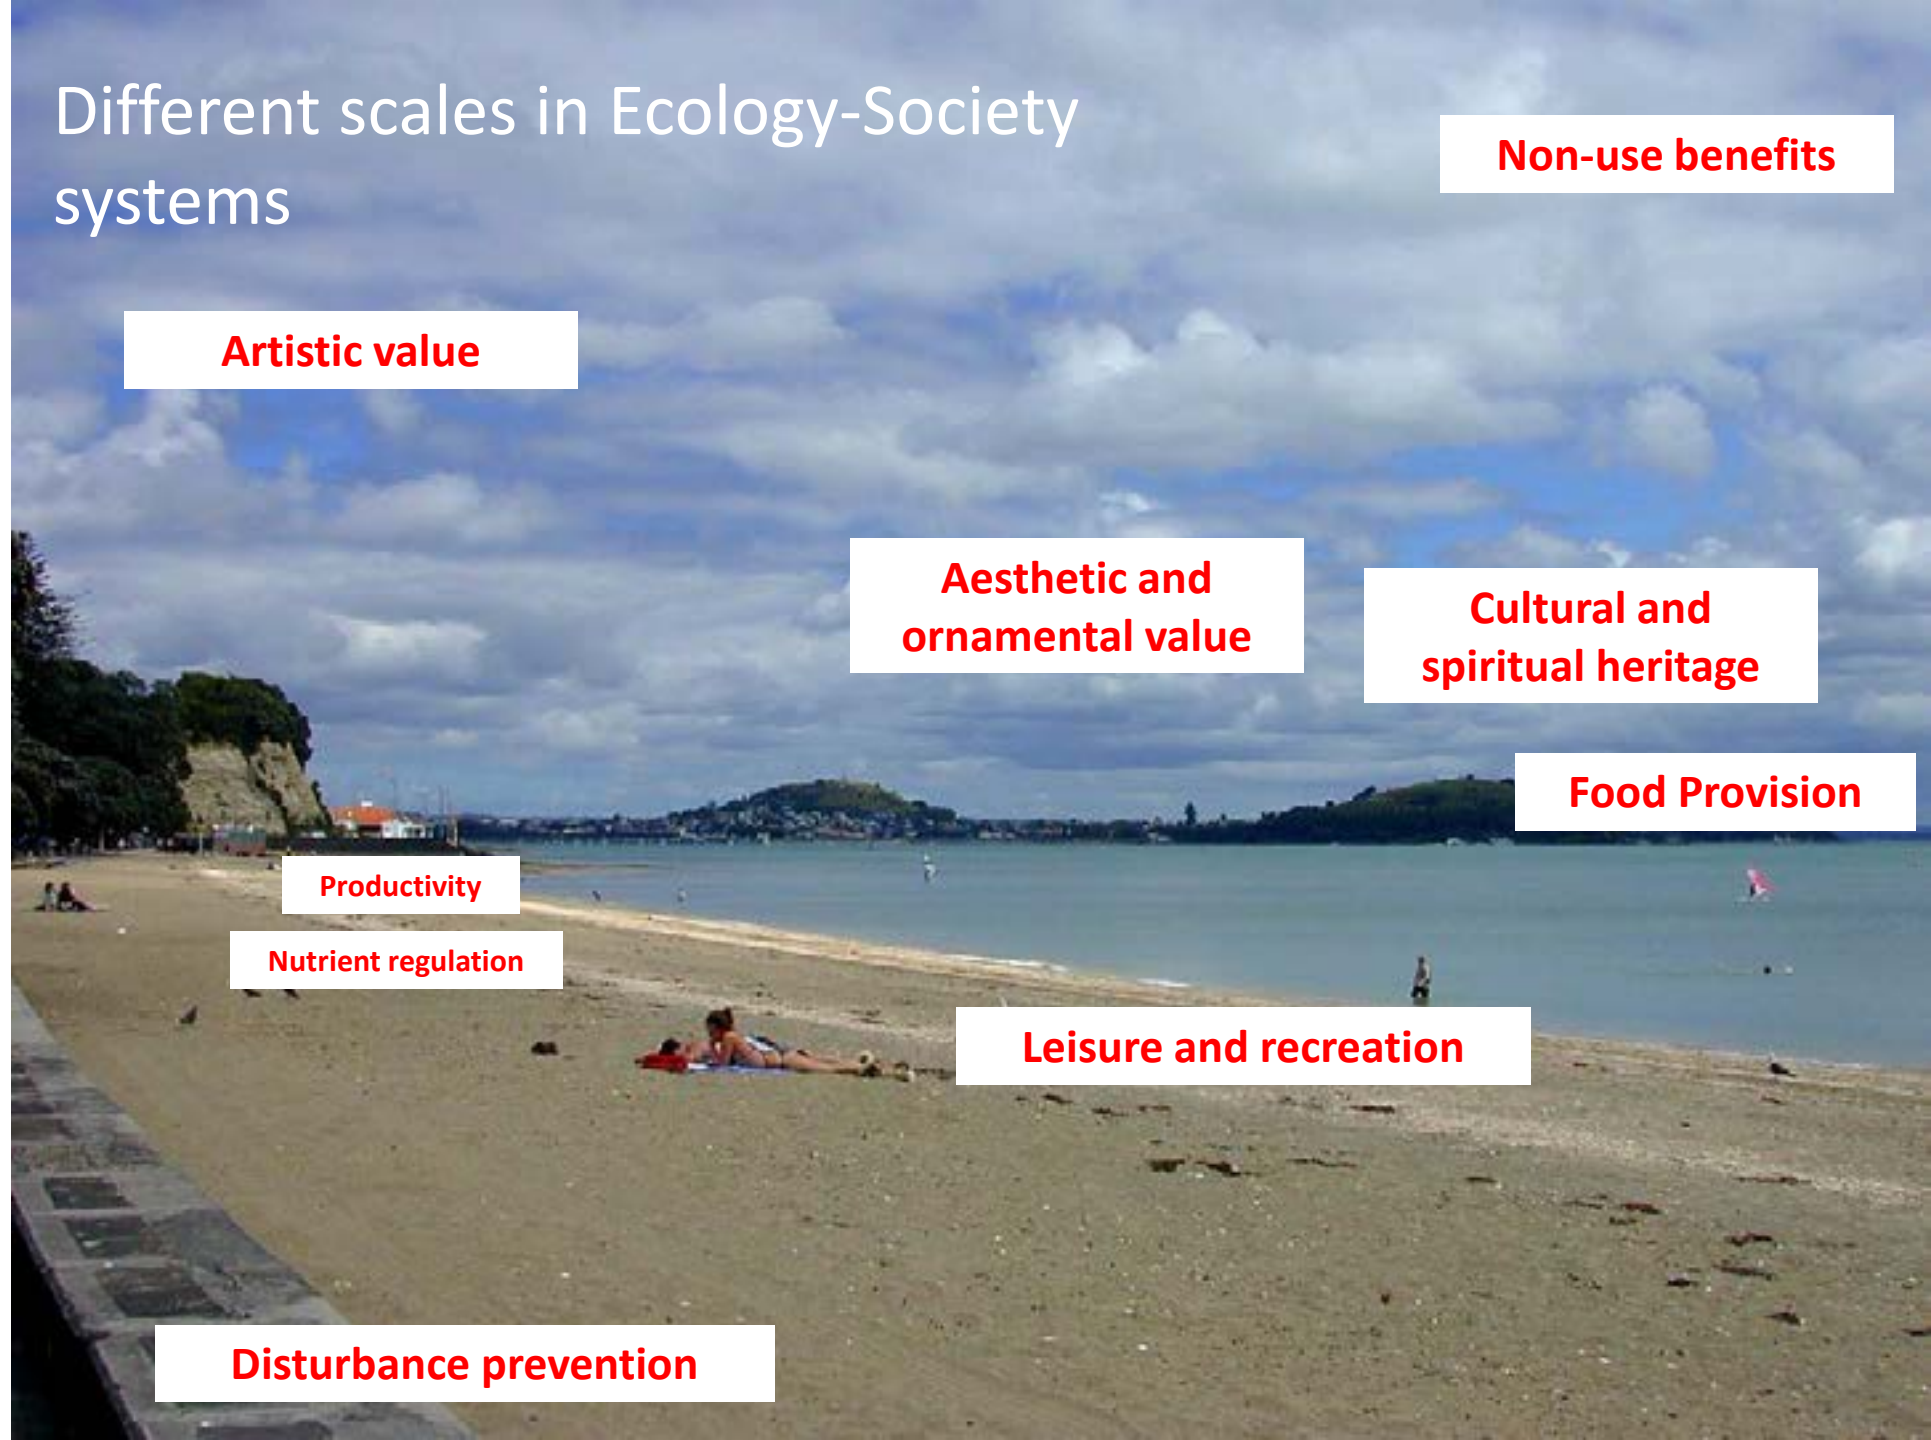 Different scales in Ecology-Society
systems
Non-use benefits
Artistic value
Aesthetic and
ornamental value
Cultural and
spiritual heritage
Food Provision
Productivity
Nutrient regulation
Leisure and recreation
Disturbance prevention